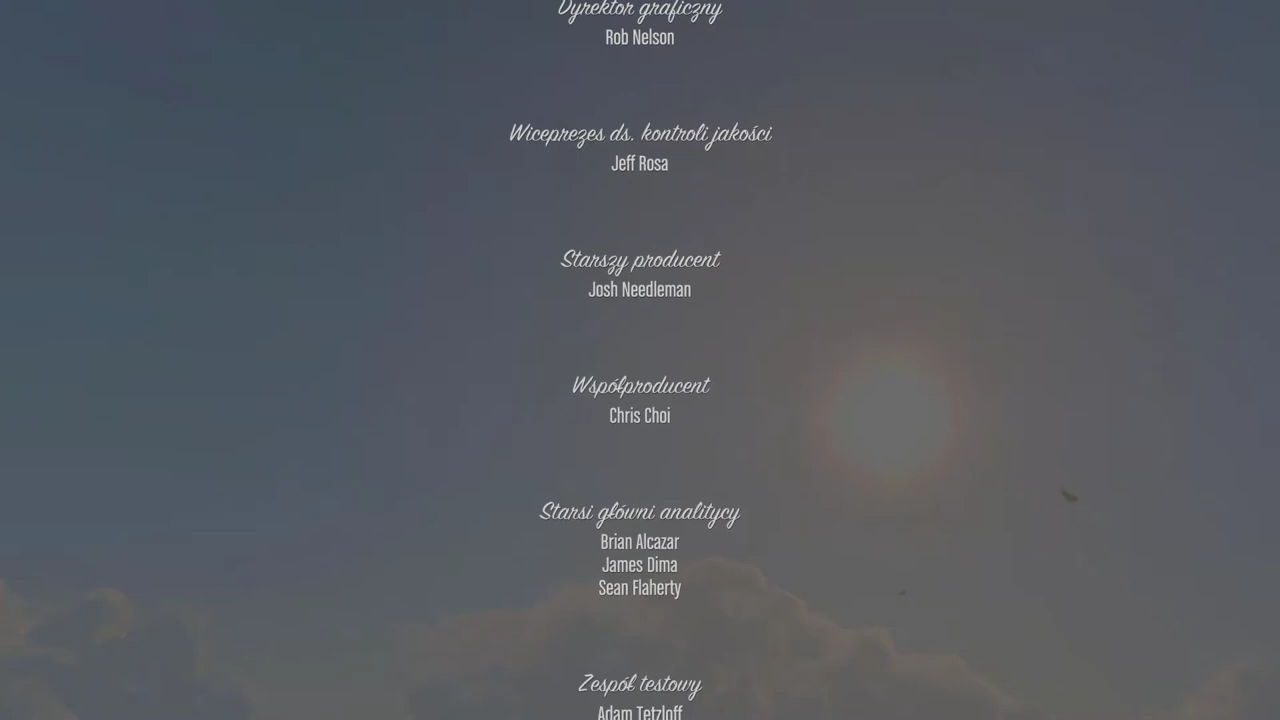 Dyrektor graficzny
Rob Nelson
Wiceprezes ds. kontroli jakości
Jeff Rosa
Starszy producent
Josh Needleman
Współproducent
Chris Choi
Starsi główni analitycy
Brian Alcazar
James Dima
Sean Flaherty
Zespół testowy
Adam Tetzloff